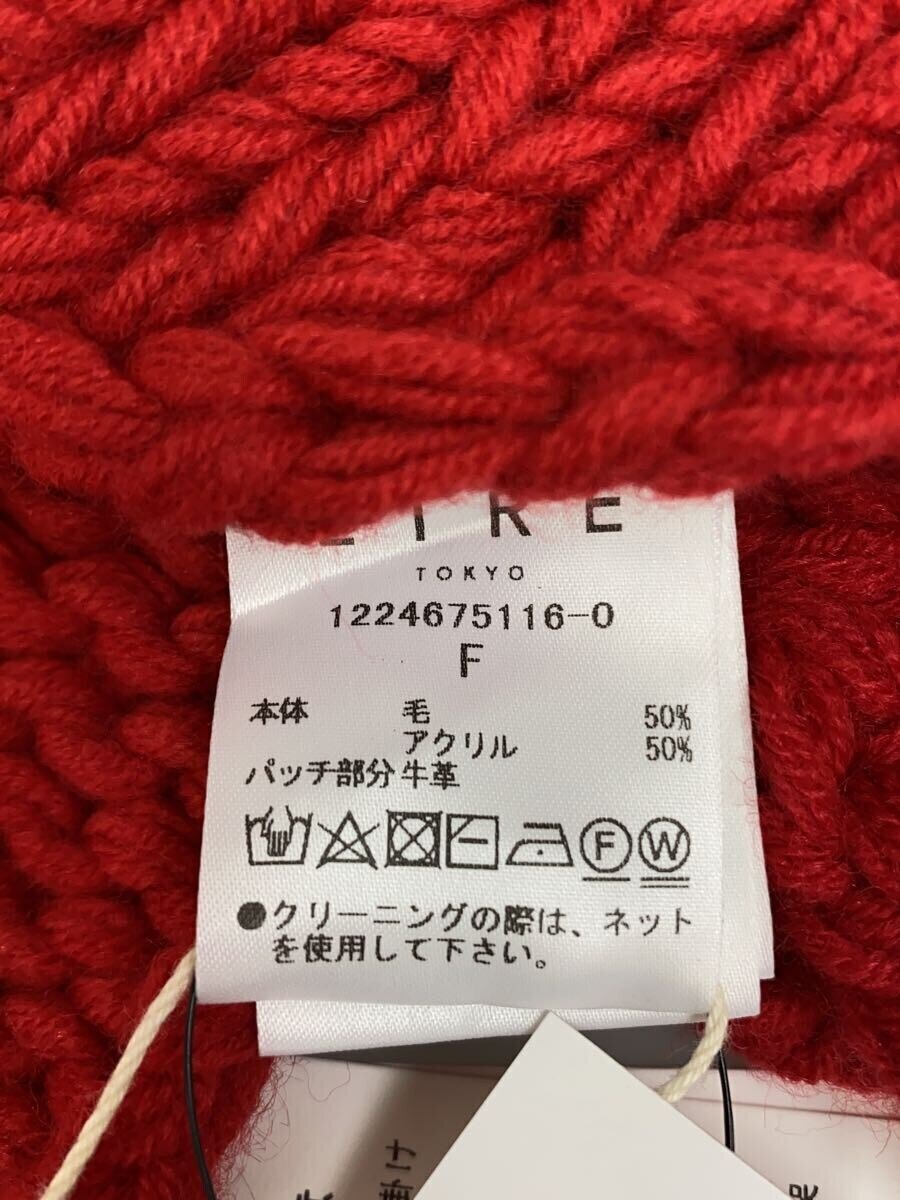 TOKYO
1224675116-0
F
本体 毛 50%
アクリル 50%
パッチ部分 牛革
F W
●クリーニングの際は、ネット
を使用して下さい。